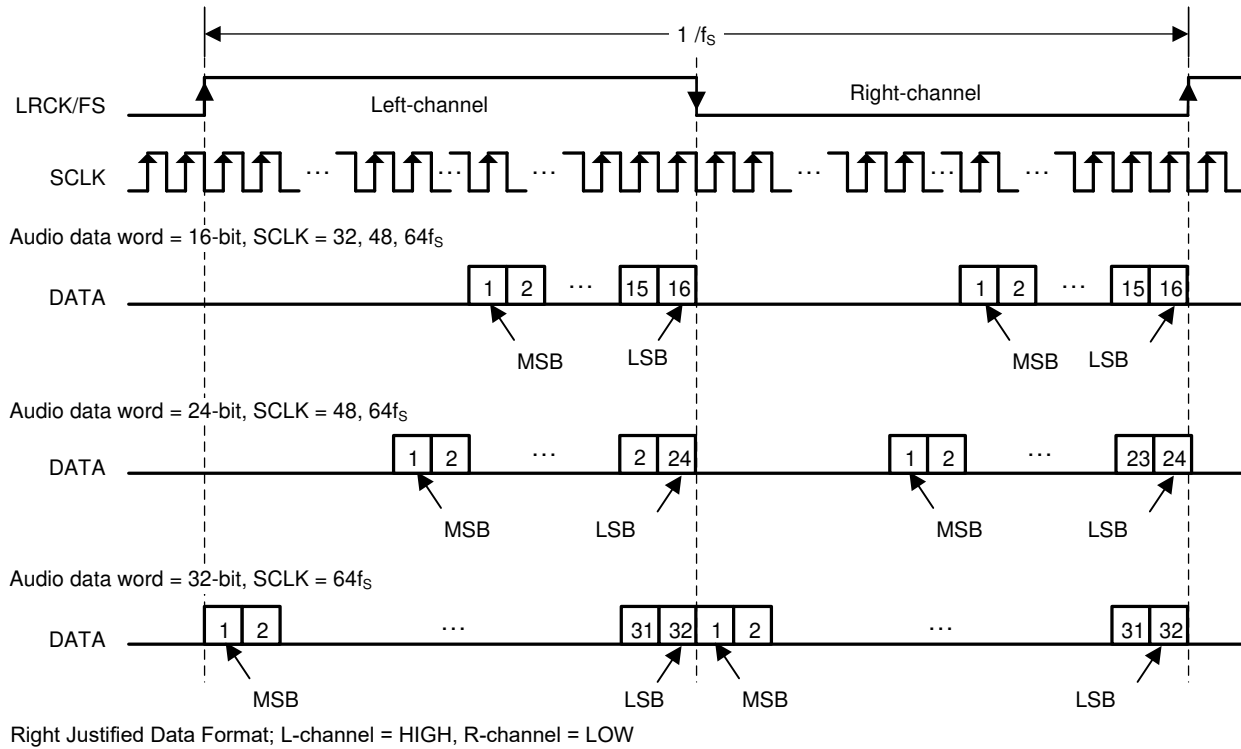 1 /fS
LRCK/FS
Left-channel
Right-channel
SCLK
··· ··· ··· ··· ··· ···
Audio data word = 16-bit, SCLK = 32, 48, 64fS
DATA
1 2 ··· 15 16 1 2 ··· 15 16
MSB LSB MSB LSB
Audio data word = 24-bit, SCLK = 48, 64fS
DATA
1 2 ··· 2 24 1 2 ··· 23 24
MSB LSB MSB LSB
Audio data word = 32-bit, SCLK = 64fS
DATA
1 2 ··· 31 32 1 2 ··· 31 32
MSB LSB MSB LSB
Right Justified Data Format; L-channel = HIGH, R-channel = LOW